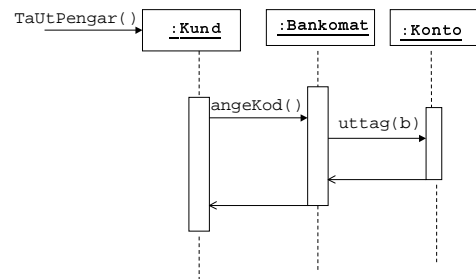 TaUtPengar()
:Kund
:Bankomat
:Konto
angeKod()
uttag(b)